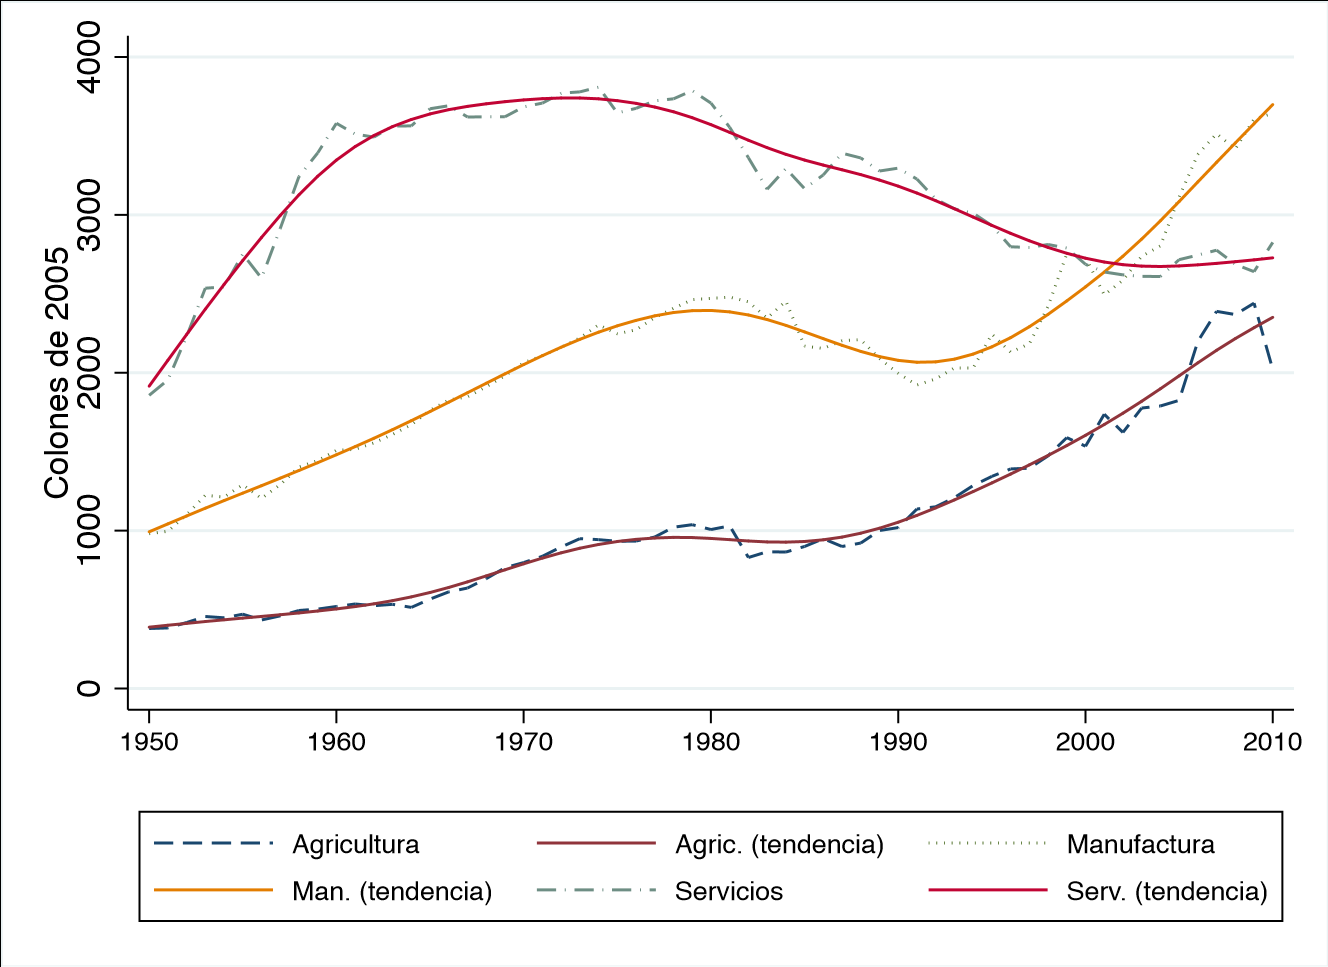 Colones de 2005
4000
3000
2000
1000
0
1950 1960 1970 1980 1990 2000 2010
Agricultura Agric. (tendencia) Manufactura
Man. (tendencia) Servicios Serv. (tendencia)